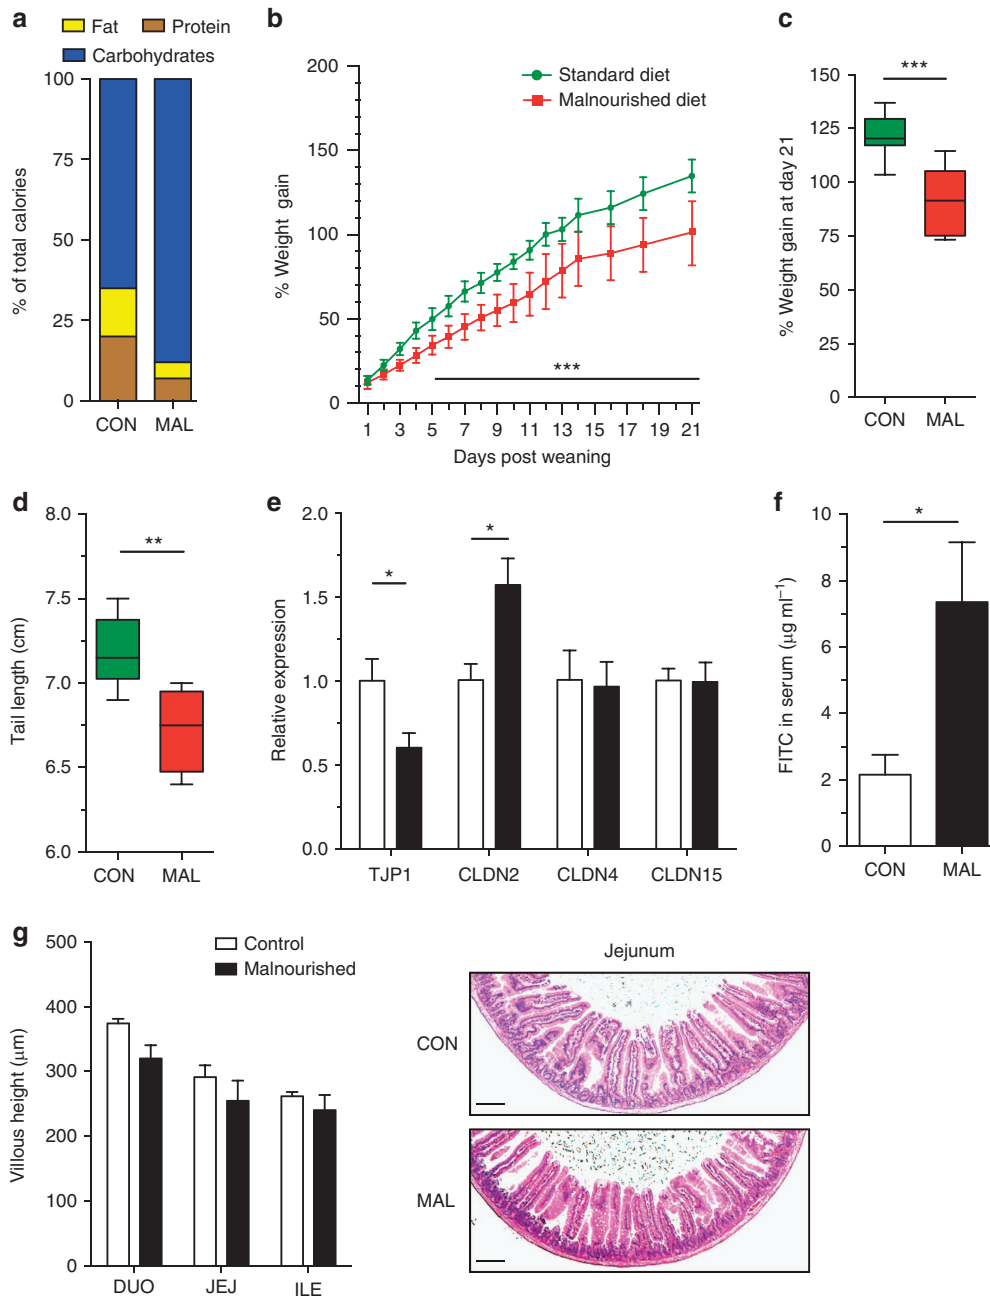 a
Fat Protein
Carbohydrates
% of total calories
100
75
50
25
0
CON MAL
b
% Weight gain
200
150
100
50
0
Standard diet
Malnourished diet
***
1 3 5 7 9 11 13 15 17 19 21
Days post weaning
c
% Weight gain at day 21
150
125
100
75
50
25
0
***
CON MAL
d
Tail length (cm)
8.0
7.5
7.0
6.5
6.0
**
CON MAL
e
Relative expression
2.0
1.5
1.0
0.5
0.0
*
*
TJP1 CLDN2 CLDN4 CLDN15
f
FITC in serum (µg ml⁻¹)
10
8
6
4
2
0
*
CON MAL
g
Villous height (µm)
500
400
300
200
100
0
Control
Malnourished
DUO JEJ ILE
Jejunum
CON
MAL